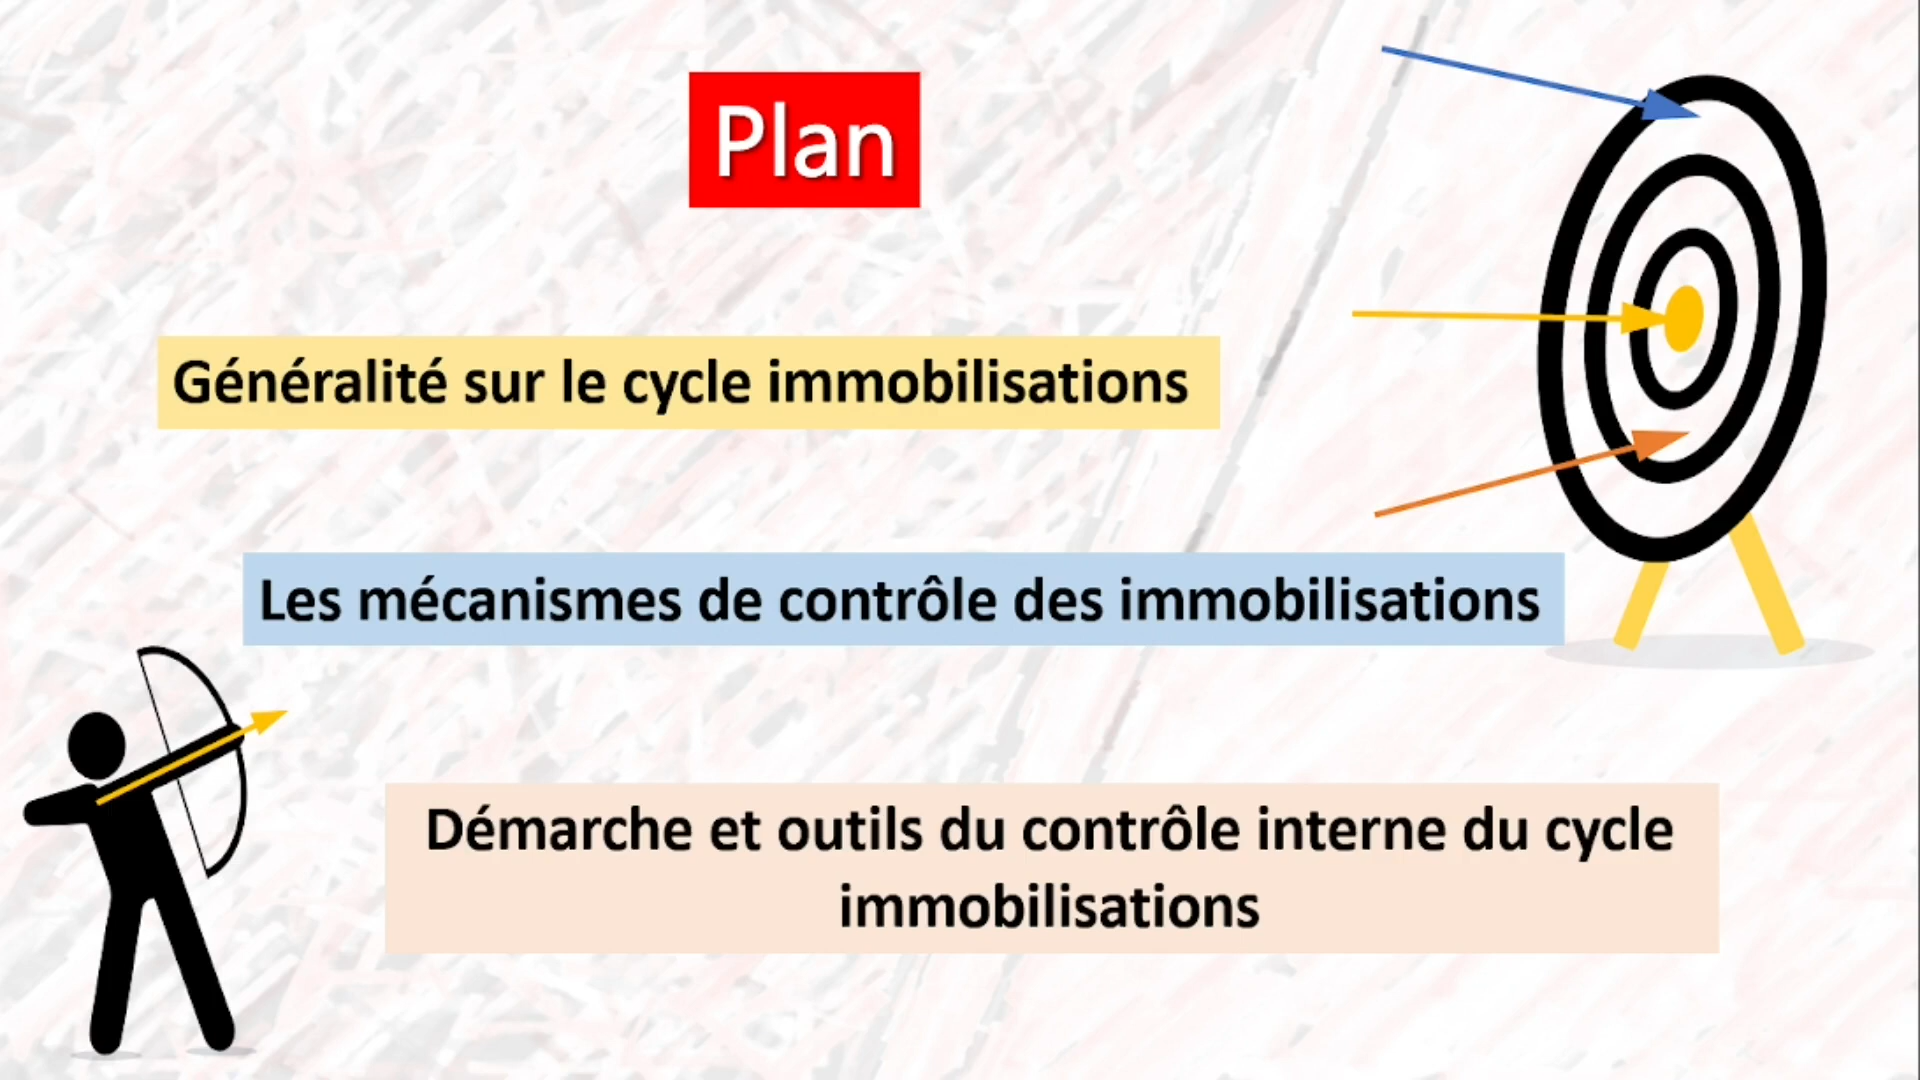 Plan
Généralité sur le cycle immobilisations
Les mécanismes de contrôle des immobilisations
Démarche et outils du contrôle interne du cycle
immobilisations